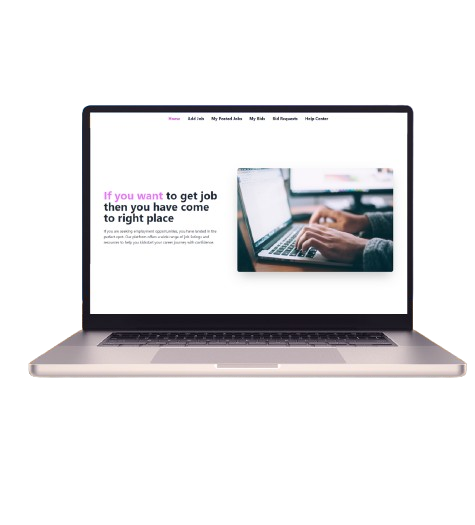 Home Add Job My Posted Jobs My Bids Bid Requests Help Center
If you want to get job
then you have come
to right place
If you are seeking employment opportunities, you have landed in the
perfect spot. Our platform offers a wide range of job listings and
resources to help you kickstart your career journey with confidence.